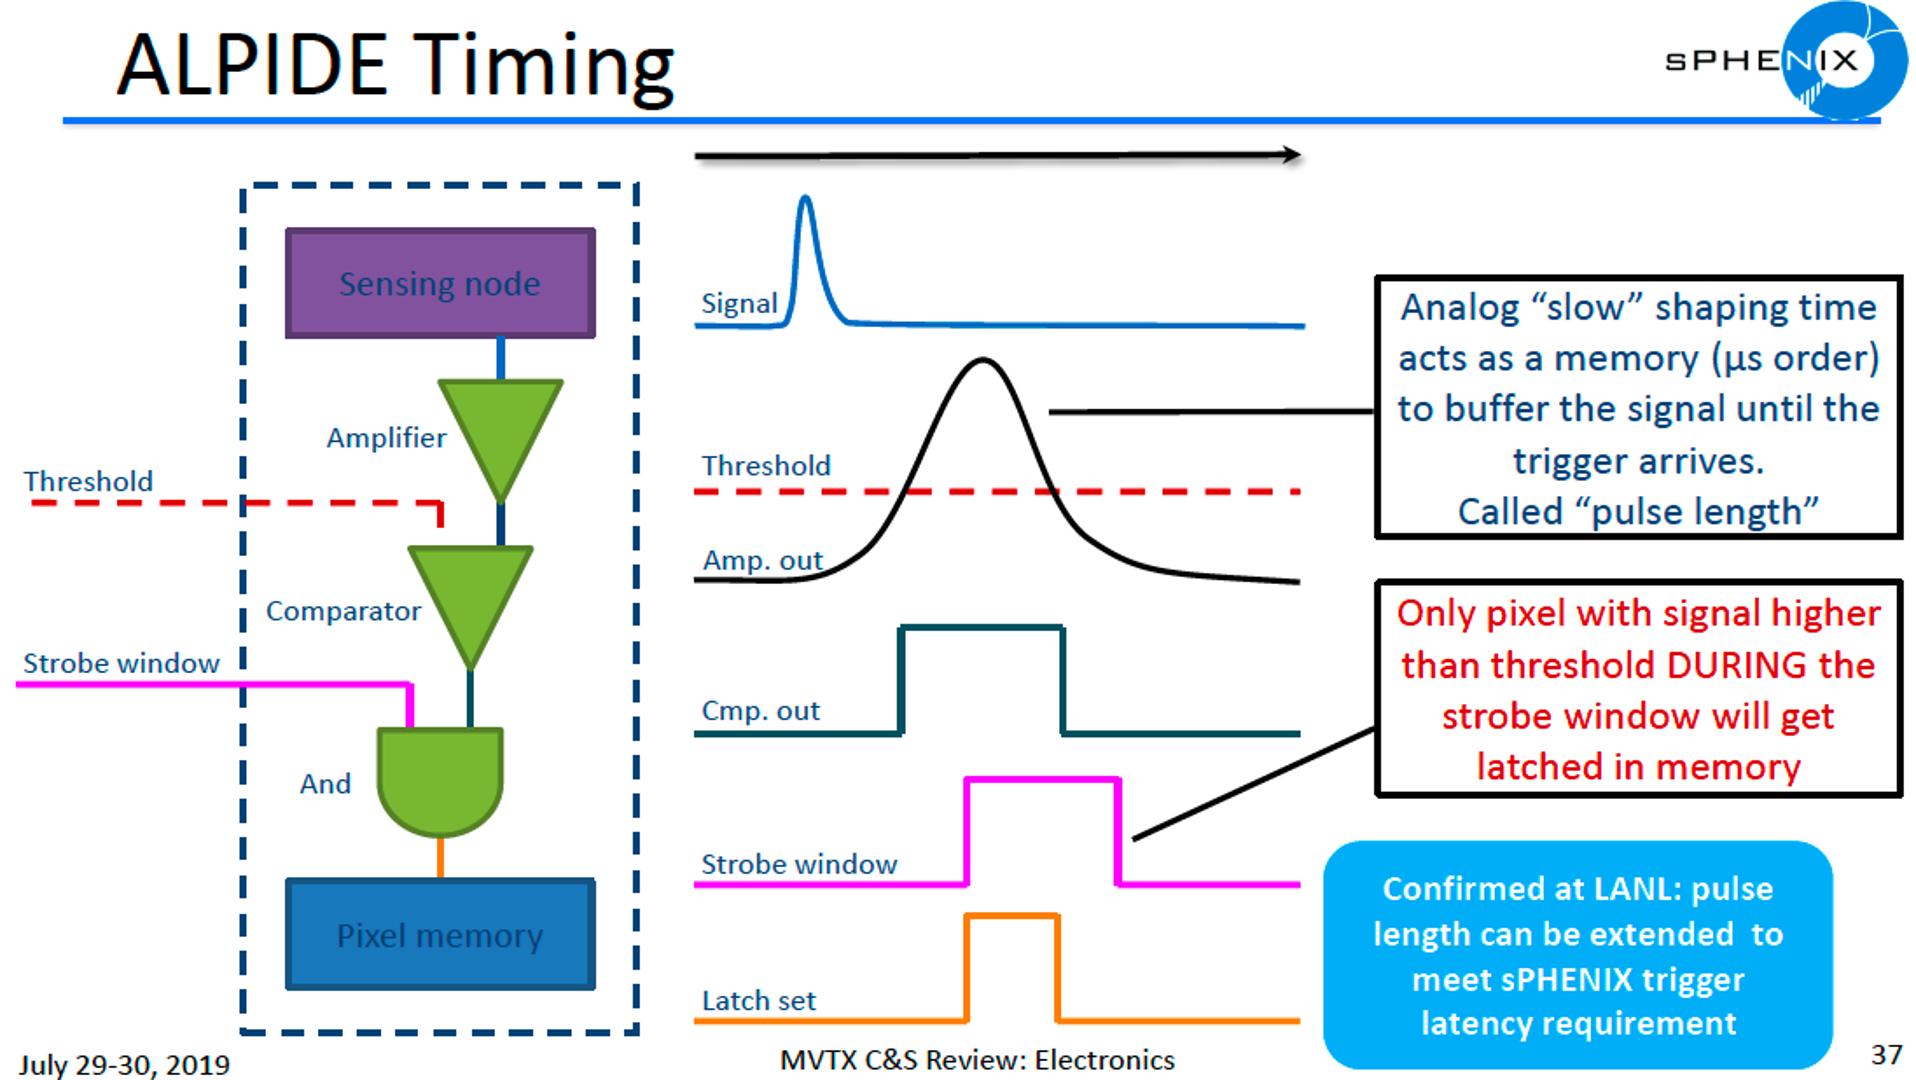 ALPIDE Timing
sPHENIX
Sensing node
Amplifier
Threshold
Comparator
Strobe window
And
Pixel memory
Signal
Threshold
Amp. out
Cmp. out
Strobe window
Latch set
Analog “slow” shaping time
acts as a memory (µs order)
to buffer the signal until the
trigger arrives.
Called “pulse length”
Only pixel with signal higher
than threshold DURING the
strobe window will get
latched in memory
Confirmed at LANL: pulse
length can be extended to
meet sPHENIX trigger
latency requirement
July 29-30, 2019
MVTX C&S Review: Electronics
37